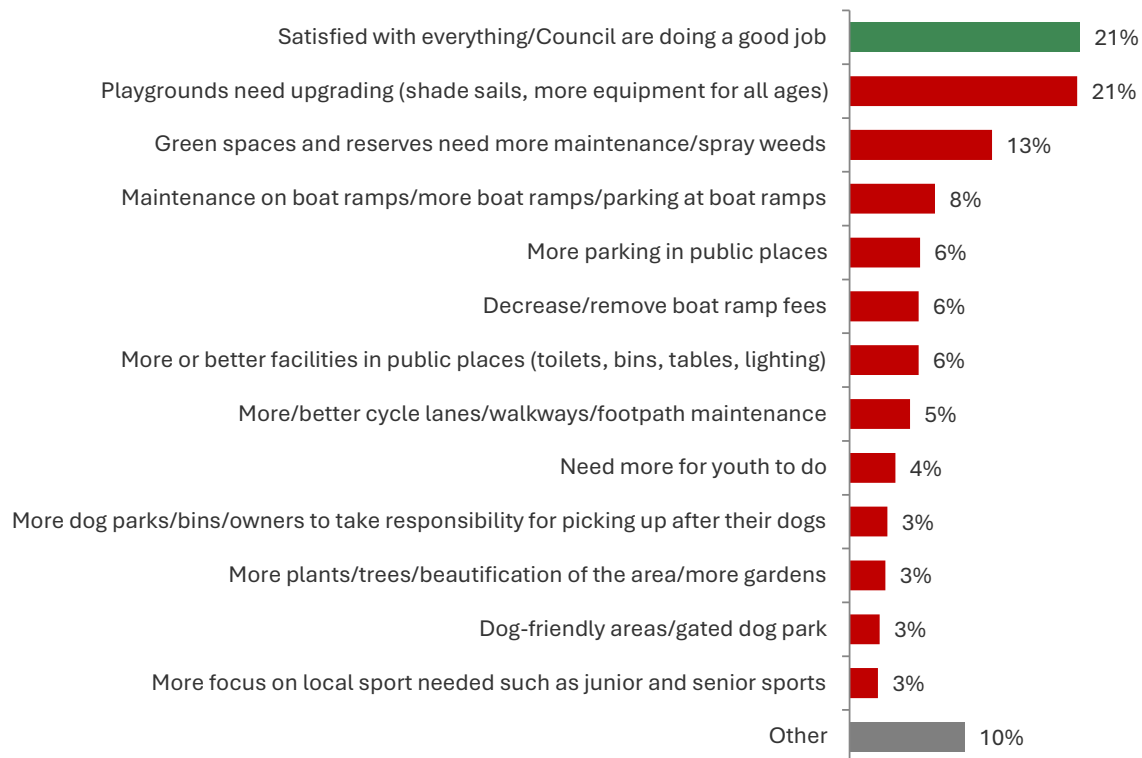 Satisfied with everything/Council are doing a good job 21%
Playgrounds need upgrading (shade sails, more equipment for all ages) 21%
Green spaces and reserves need more maintenance/spray weeds 13%
Maintenance on boat ramps/more boat ramps/parking at boat ramps 8%
More parking in public places 6%
Decrease/remove boat ramp fees 6%
More or better facilities in public places (toilets, bins, tables, lighting) 6%
More/better cycle lanes/walkways/footpath maintenance 5%
Need more for youth to do 4%
More dog parks/bins/owners to take responsibility for picking up after their dogs 3%
More plants/trees/beautification of the area/more gardens 3%
Dog-friendly areas/gated dog park 3%
More focus on local sport needed such as junior and senior sports 3%
Other 10%